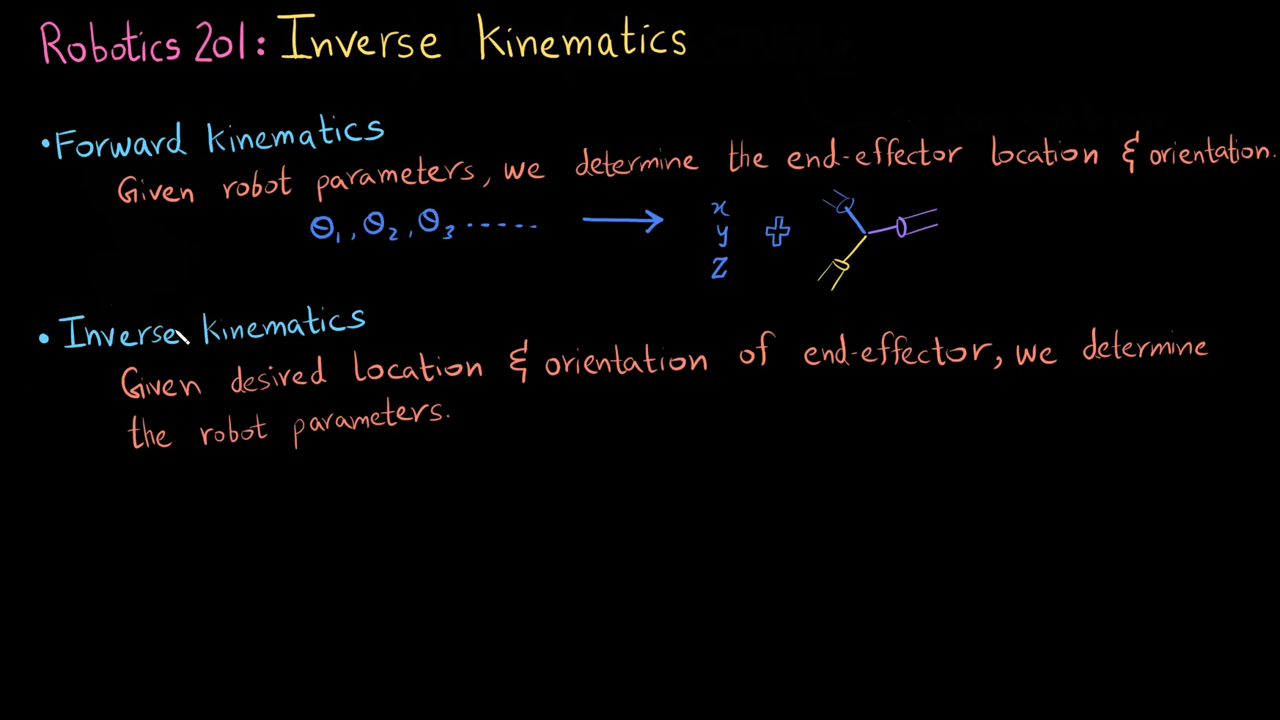 Robotics 201: Inverse Kinematics
• Forward kinematics
Given robot parameters, we determine the end-effector location & orientation.
θ₁, θ₂, θ₃ ------ → x y z +
• Inverse kinematics
Given desired location & orientation of end-effector, we determine
the robot parameters.